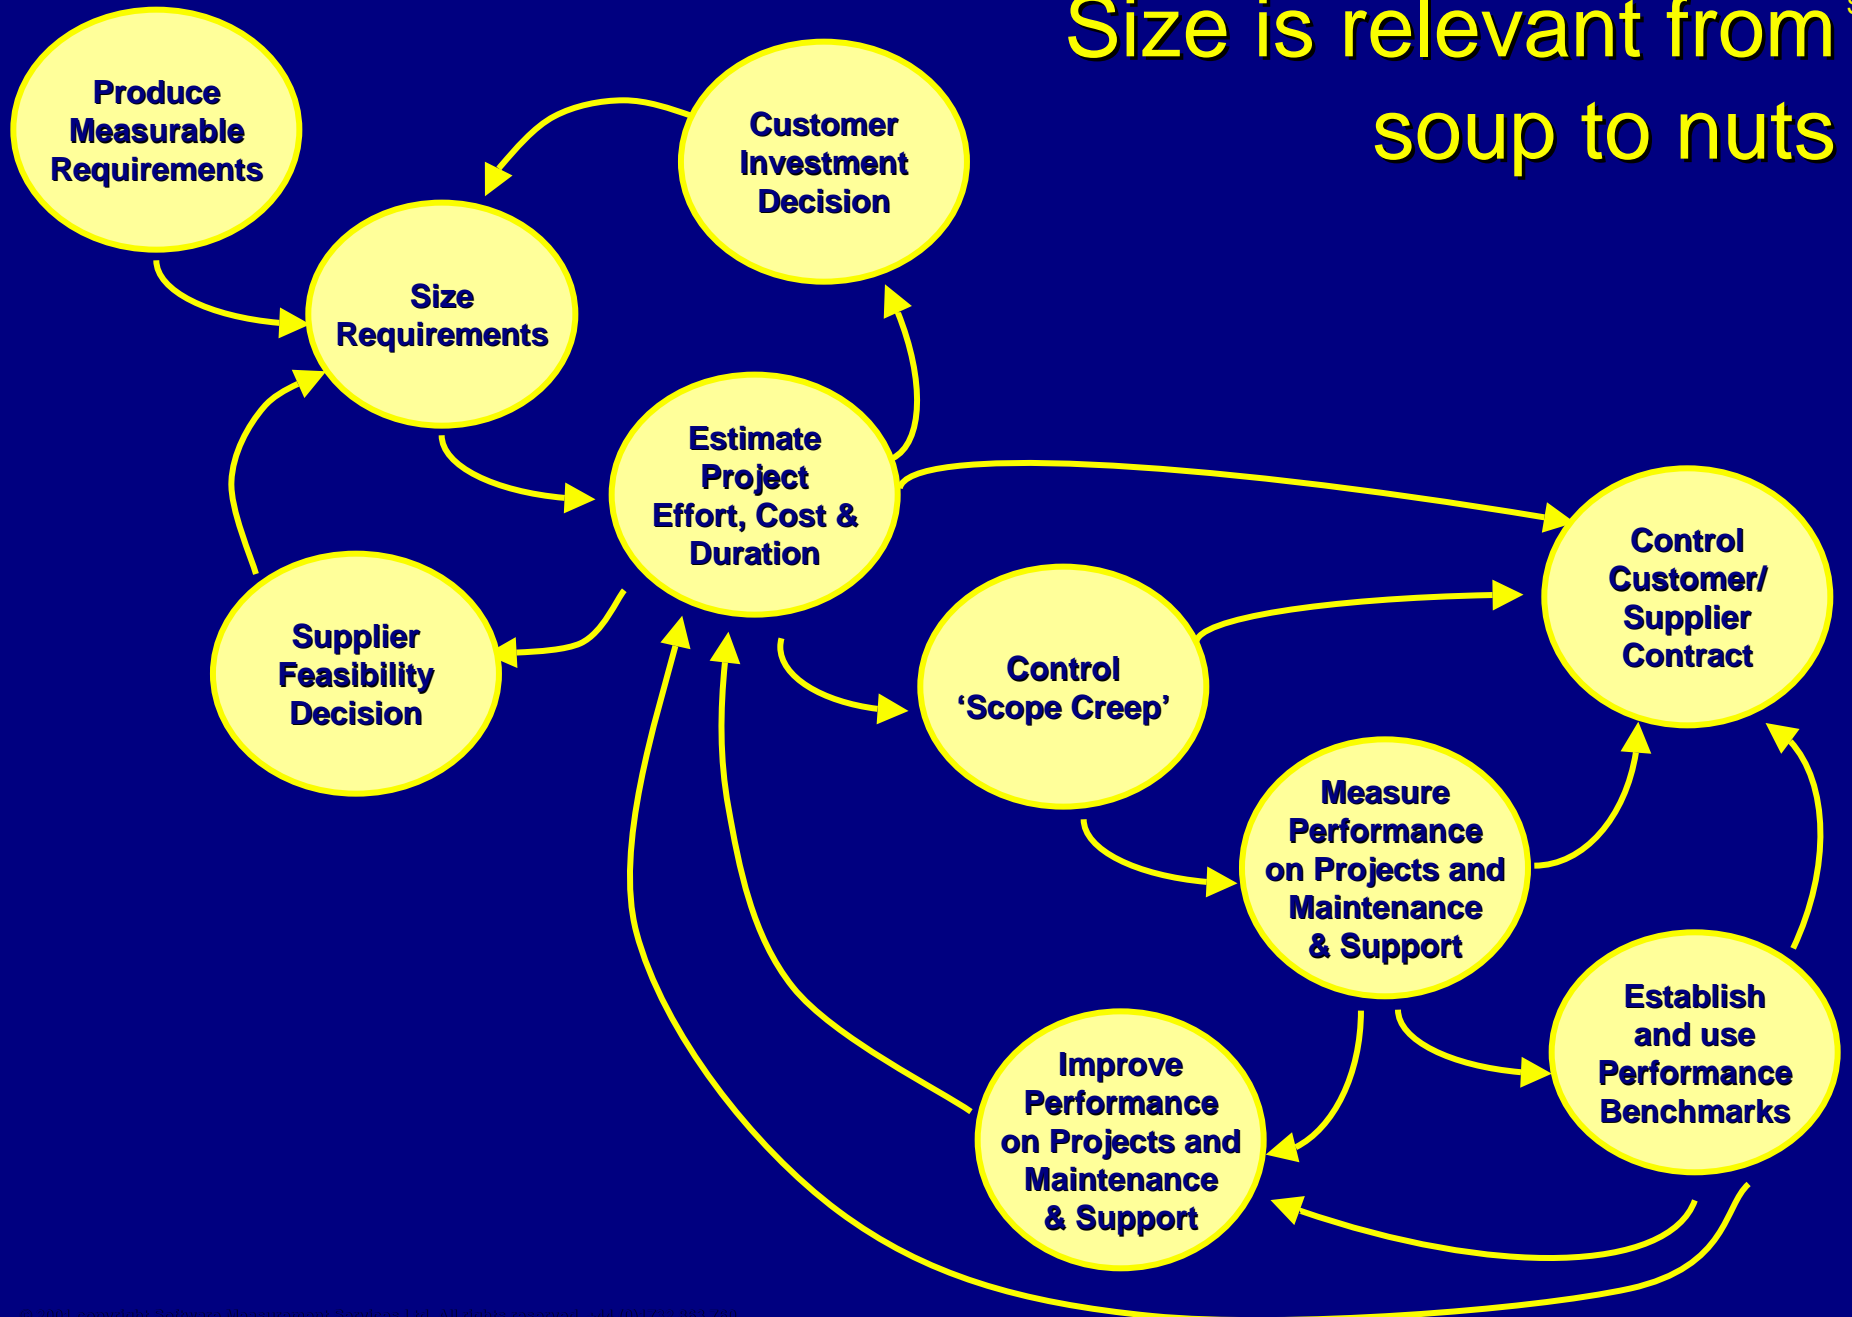 Size is relevant from
soup to nuts
Produce
Measurable
Requirements
Customer
Investment
Decision
Size
Requirements
Estimate
Project
Effort, Cost &
Duration
Control
Customer/
Supplier
Contract
Supplier
Feasibility
Decision
Control
‘Scope Creep’
Measure
Performance
on Projects and
Maintenance
& Support
Establish
and use
Performance
Benchmarks
Improve
Performance
on Projects and
Maintenance
& Support